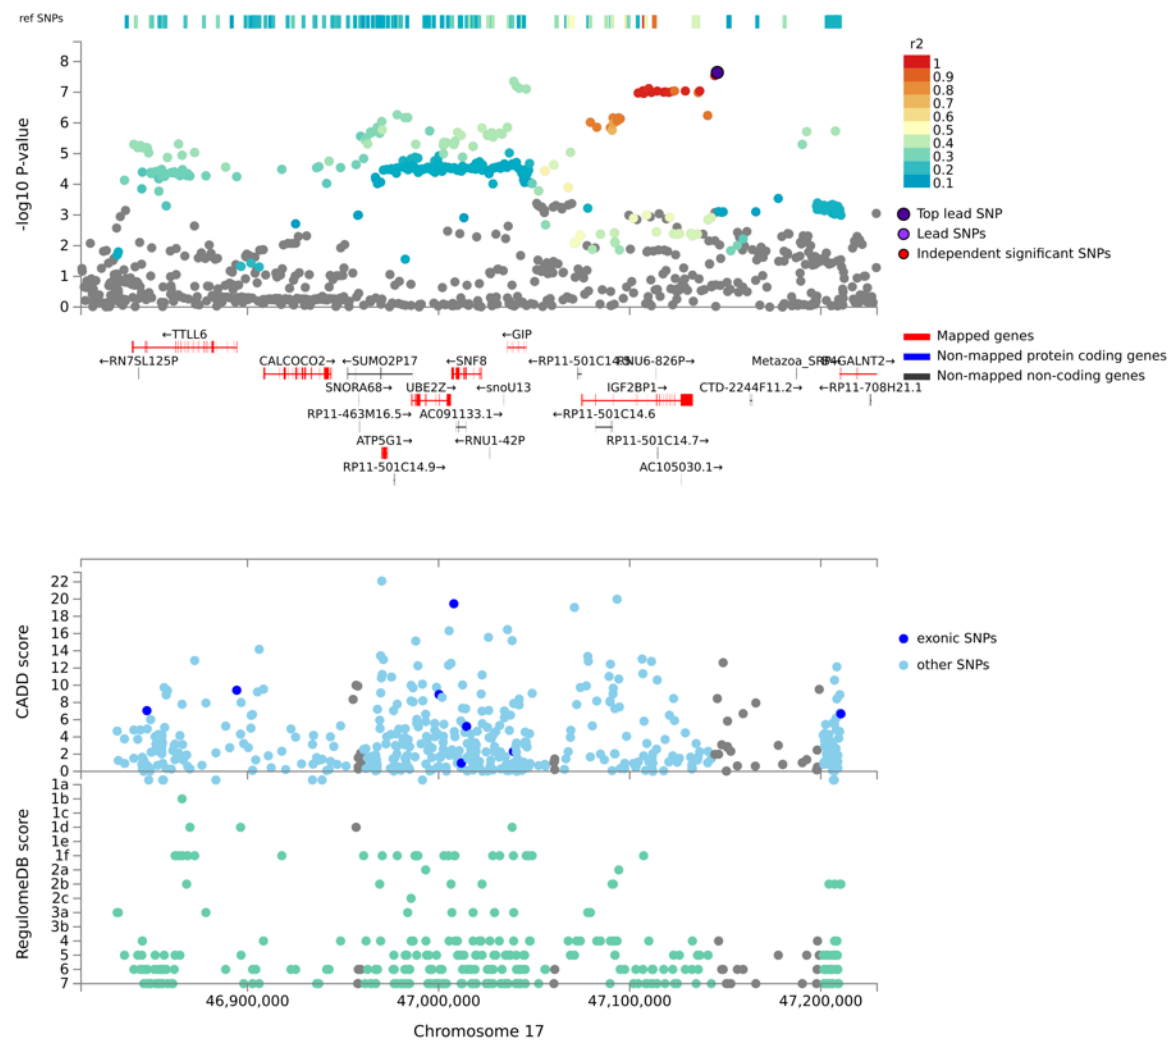 ref SNPs
r2
8
7
6
5
4
3
2
1
0
-log10 P-value
1
0.9
0.8
0.7
0.6
0.5
0.4
0.3
0.2
0.1
Top lead SNP
Lead SNPs
Independent significant SNPs
←TTLL6
←GIP
←RN7SL125P
CALCOCO2→
←SUMO2P17
←SNF8
←RP11-501C14.5
RNU6-826P→
Metazoa_SRP→
B4GALNT2→
SNORA68→
UBE2Z→
←snoU13
IGF2BP1→
CTD-2244F11.2→
←RP11-708H21.1
RP11-463M16.5→
AC091133.1→
←RP11-501C14.6
ATP5G1→
←RNU1-42P
RP11-501C14.7→
RP11-501C14.9→
AC105030.1→
Mapped genes
Non-mapped protein coding genes
Non-mapped non-coding genes
22
20
18
16
14
12
10
8
6
4
2
0
CADD score
exonic SNPs
other SNPs
1a
1b
1c
1d
1e
1f
2a
2b
2c
3a
3b
4
5
6
7
RegulomeDB score
46,900,000
47,000,000
47,100,000
47,200,000
Chromosome 17